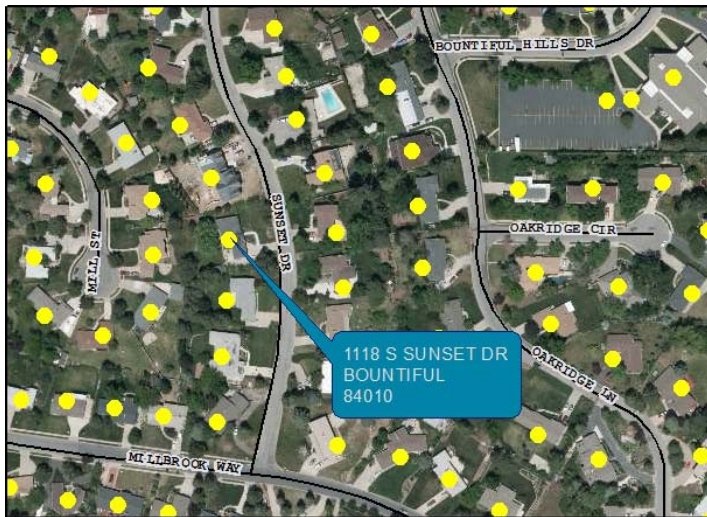 BOUNTIFUL HILLS DR
SUNSET DR
MILL ST
OAKRIDGE CIR
1118 S SUNSET DR
BOUNTIFUL
84010
OAKRIDGE LN
MILLBROOK WAY